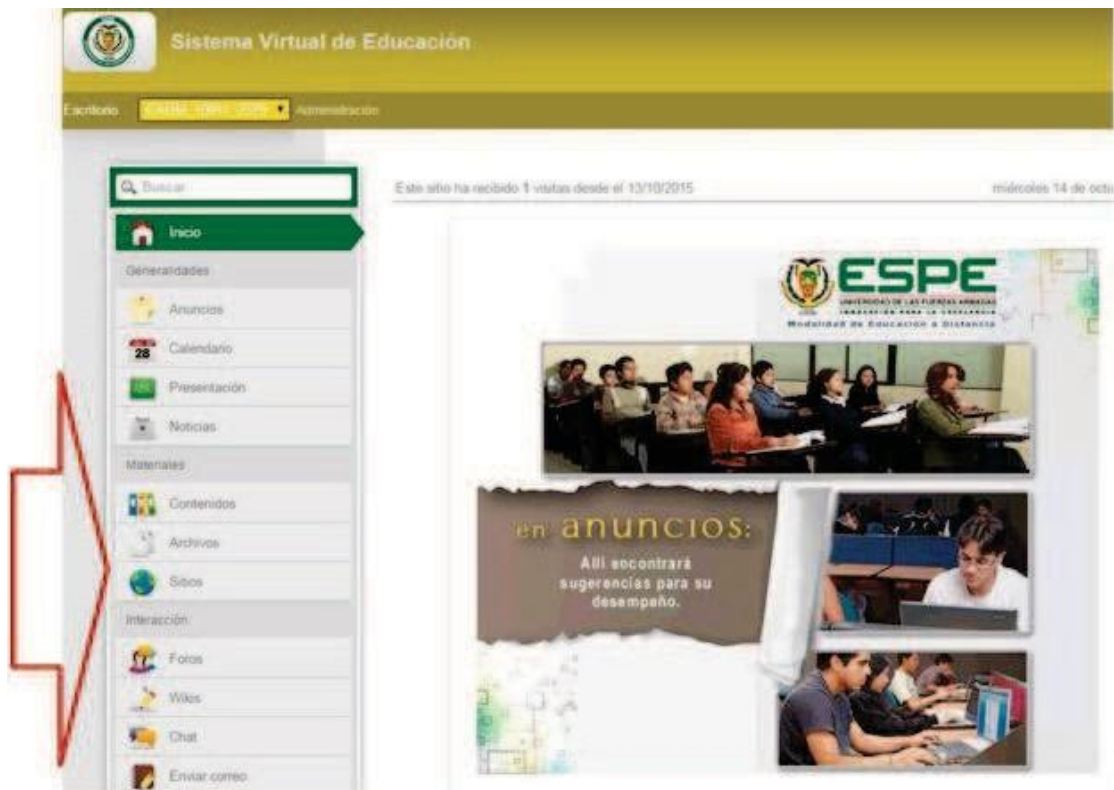 Sistema Virtual de Educación
Escritorio
Administración
Buscar
Este sitio ha recibido 1 visitas desde el 13/10/2015
miércoles 14 de octu
Inicio
Generalidades
Anuncios
28
Calendario
Presentación
Noticias
Materiales
Contenidos
Archivos
Sitios
Interacción
Foros
Wikis
Chat
Enviar correo
ESPE
UNIVERSIDAD DE LAS FUERZAS ARMADAS
INNOVACIÓN PARA LA EXCELENCIA
Modalidad de Educación a Distancia
en anuncios:
Allí encontrará
sugerencias para su
desempeño.